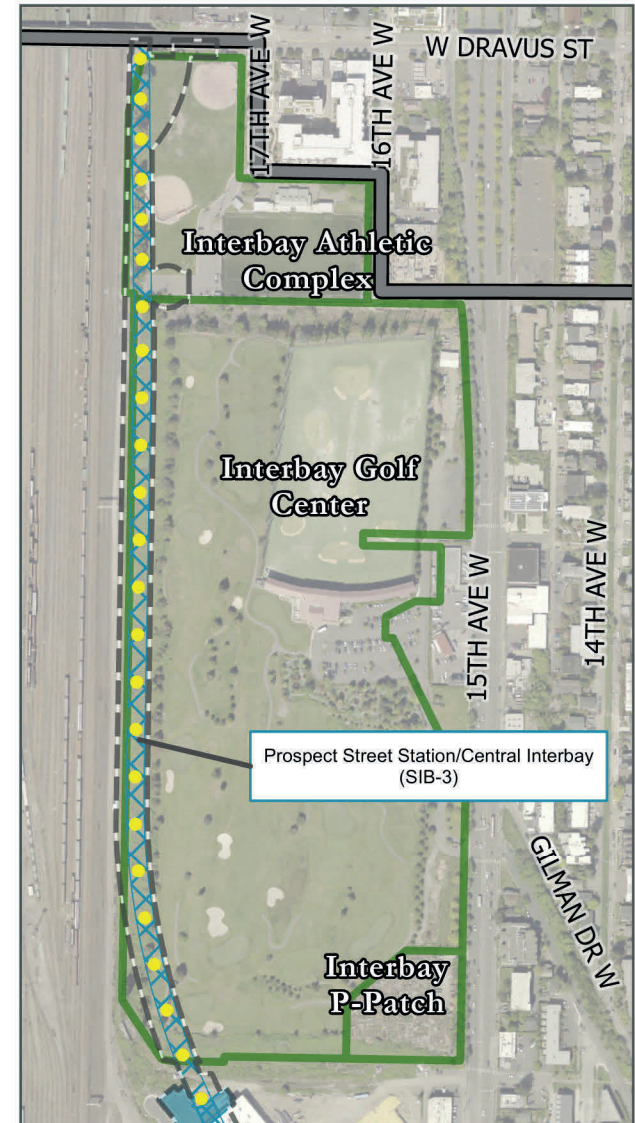 W DRAVUS ST
17TH AVE W
16TH AVE W
Interbay Athletic
Complex
Interbay Golf
Center
15TH AVE W
14TH AVE W
Prospect Street Station/Central Interbay
(SIB-3)
GILMAN DR W
Interbay
P-Patch